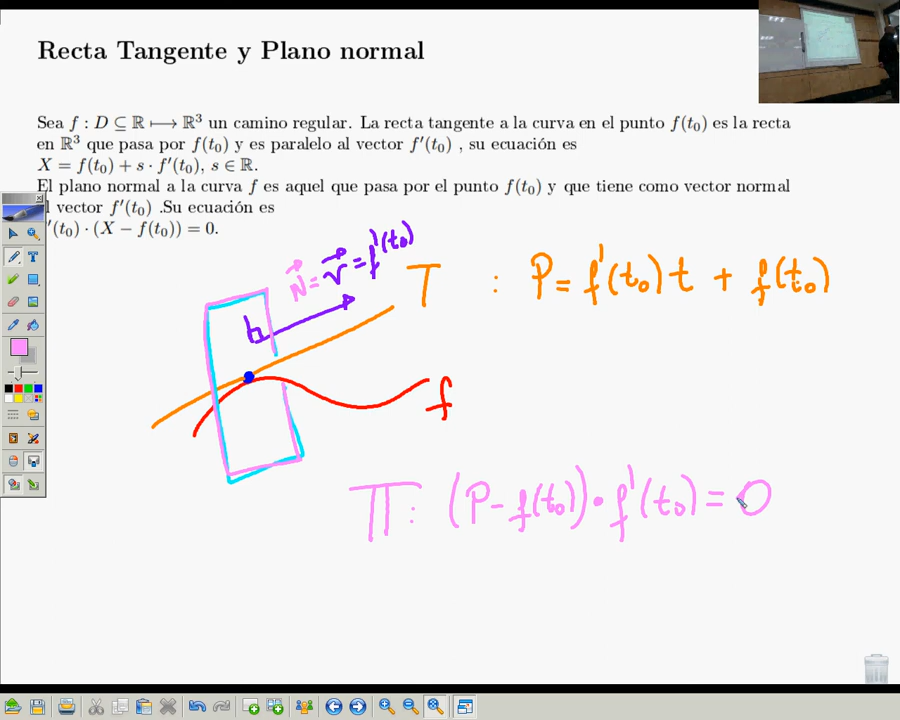 Recta Tangente y Plano normal
Sea f : D ⊆ ℝ ⟼ ℝ³ un camino regular. La recta tangente a la curva en el punto f(t₀) es la recta
en ℝ³ que pasa por f(t₀) y es paralelo al vector f′(t₀) , su ecuación es
X = f(t₀) + s · f′(t₀), s ∈ ℝ.
El plano normal a la curva f es aquel que pasa por el punto f(t₀) y que tiene como vector normal
l vector f′(t₀) .Su ecuación es
′(t₀) · (X − f(t₀)) = 0.
N⃗ = v⃗ = f′(t₀)
T : P = f′(t₀) t + f(t₀)
f
π : (P − f(t₀)) · f′(t₀) = 0